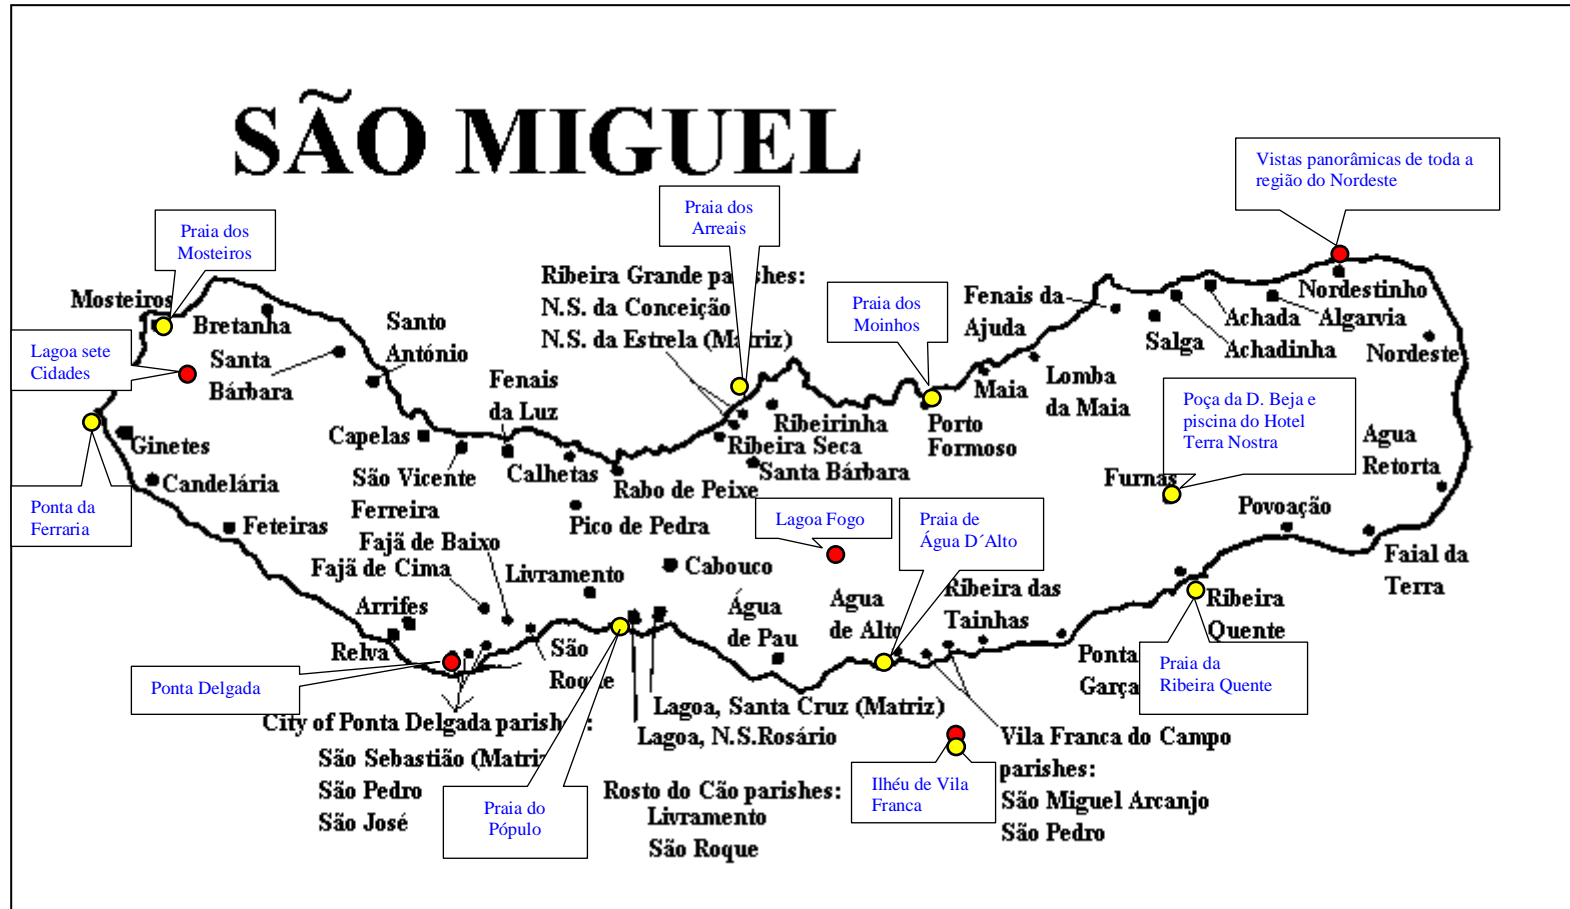 SÃO MIGUEL
Vistas panorâmicas de toda a
região do Nordeste
Praia dos
Arreais
Praia dos
Mosteiros
Ribeira Grande parishes:
N.S. da Conceição
N.S. da Estrela (Matriz)
Praia dos
Moinhos
Fenais da
Ajuda
Nordestinho
Achada
Algarvia
Salga
Achadinha
Nordeste
Mosteiros
Bretanha
Santo
António
Santa
Bárbara
Lagoa sete
Cidades
Fenais
da Luz
Maia
Lomba
da Maia
Poça da D. Beja e
piscina do Hotel
Terra Nostra
Agua
Retorta
Ribeirinha
Porto
Formoso
Capelas
Ginetes
Ribeira Seca
Santa Bárbara
Calhetas
São Vicente
Ferreira
Rabo de Peixe
Furnas
Candelária
Ponta da
Ferraria
Feteiras
Pico de Pedra
Lagoa Fogo
Praia de
Água D´Alto
Povoação
Fajã de Baixo
Fajã de Cima
Livramento
Cabouco
Faial da
Terra
Arrifes
Água
de Pau
Agua
de Alto
Ribeira das
Tainhas
Ribeira
Quente
Relva
São
Roque
Ponta
Garça
Praia da
Ribeira Quente
Ponta Delgada
City of Ponta Delgada parishes:
São Sebastião (Matriz
São Pedro
São José
Lagoa, Santa Cruz (Matriz)
Lagoa, N.S.Rosário
Vila Franca do Campo
parishes:
São Miguel Arcanjo
São Pedro
Ilhéu de Vila
Franca
Praia do
Pópulo
Rosto do Cão parishes:
Livramento
São Roque